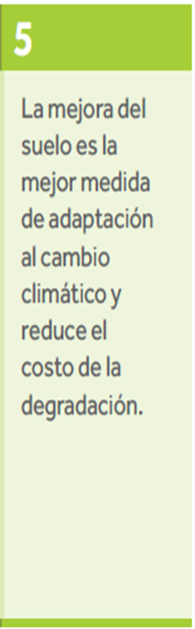 5
La mejora del
suelo es la
mejor medida
de adaptación
al cambio
climático y
reduce el
costo de la
degradación.